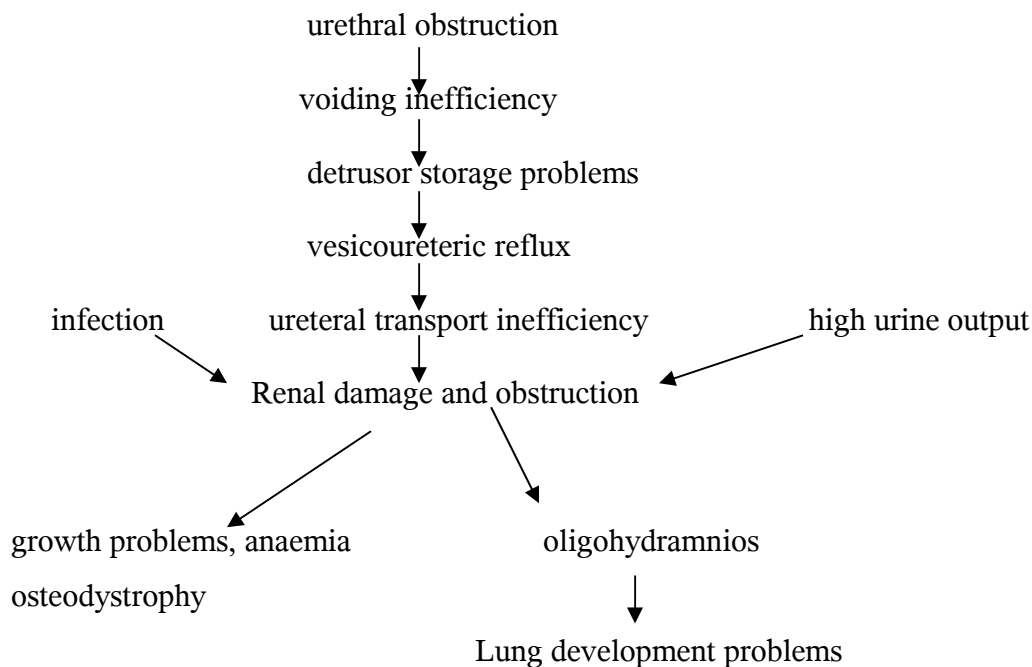 urethral obstruction
voiding inefficiency
detrusor storage problems
vesicoureteric reflux
infection
ureteral transport inefficiency
high urine output
Renal damage and obstruction
growth problems, anaemia
osteodystrophy
oligohydramnios
Lung development problems